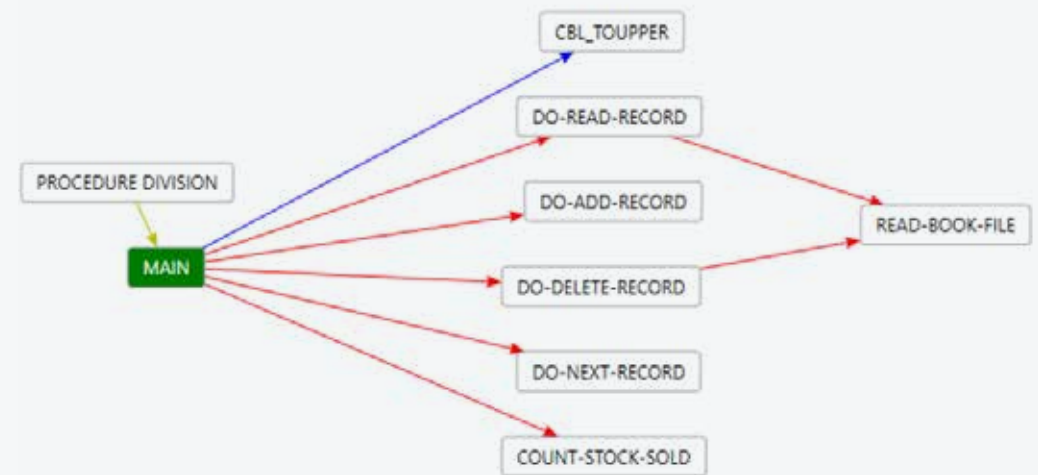 CBL_TOUPPER
DO-READ-RECORD
PROCEDURE DIVISION
DO-ADD-RECORD
READ-BOOK-FILE
MAIN
DO-DELETE-RECORD
DO-NEXT-RECORD
COUNT-STOCK-SOLD